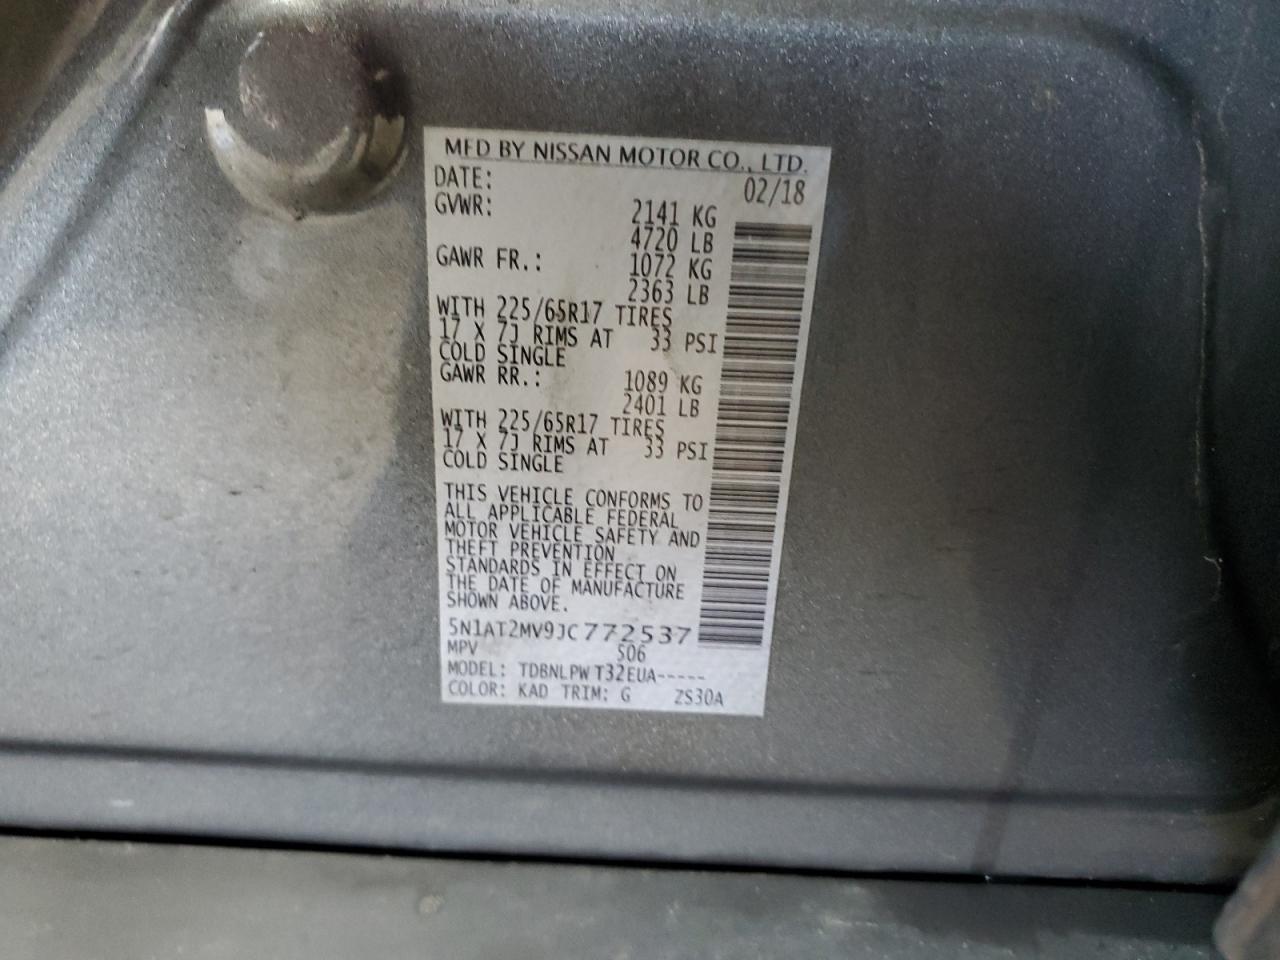 MFD BY NISSAN MOTOR CO., LTD.
DATE: 02/18
GVWR: 2141 KG
4720 LB
GAWR FR.: 1072 KG
2363 LB
WITH 225/65R17 TIRES
17 X 7J RIMS AT 33 PSI
COLD SINGLE
GAWR RR.: 1089 KG
2401 LB
WITH 225/65R17 TIRES
17 X 7J RIMS AT 33 PSI
COLD SINGLE
THIS VEHICLE CONFORMS TO
ALL APPLICABLE FEDERAL
MOTOR VEHICLE SAFETY AND
THEFT PREVENTION
STANDARDS IN EFFECT ON
THE DATE OF MANUFACTURE
SHOWN ABOVE.
5N1AT2MV9JC772537
MPV 506
MODEL: TDBNLPW T32EUA-----
COLOR: KAD TRIM: G ZS30A